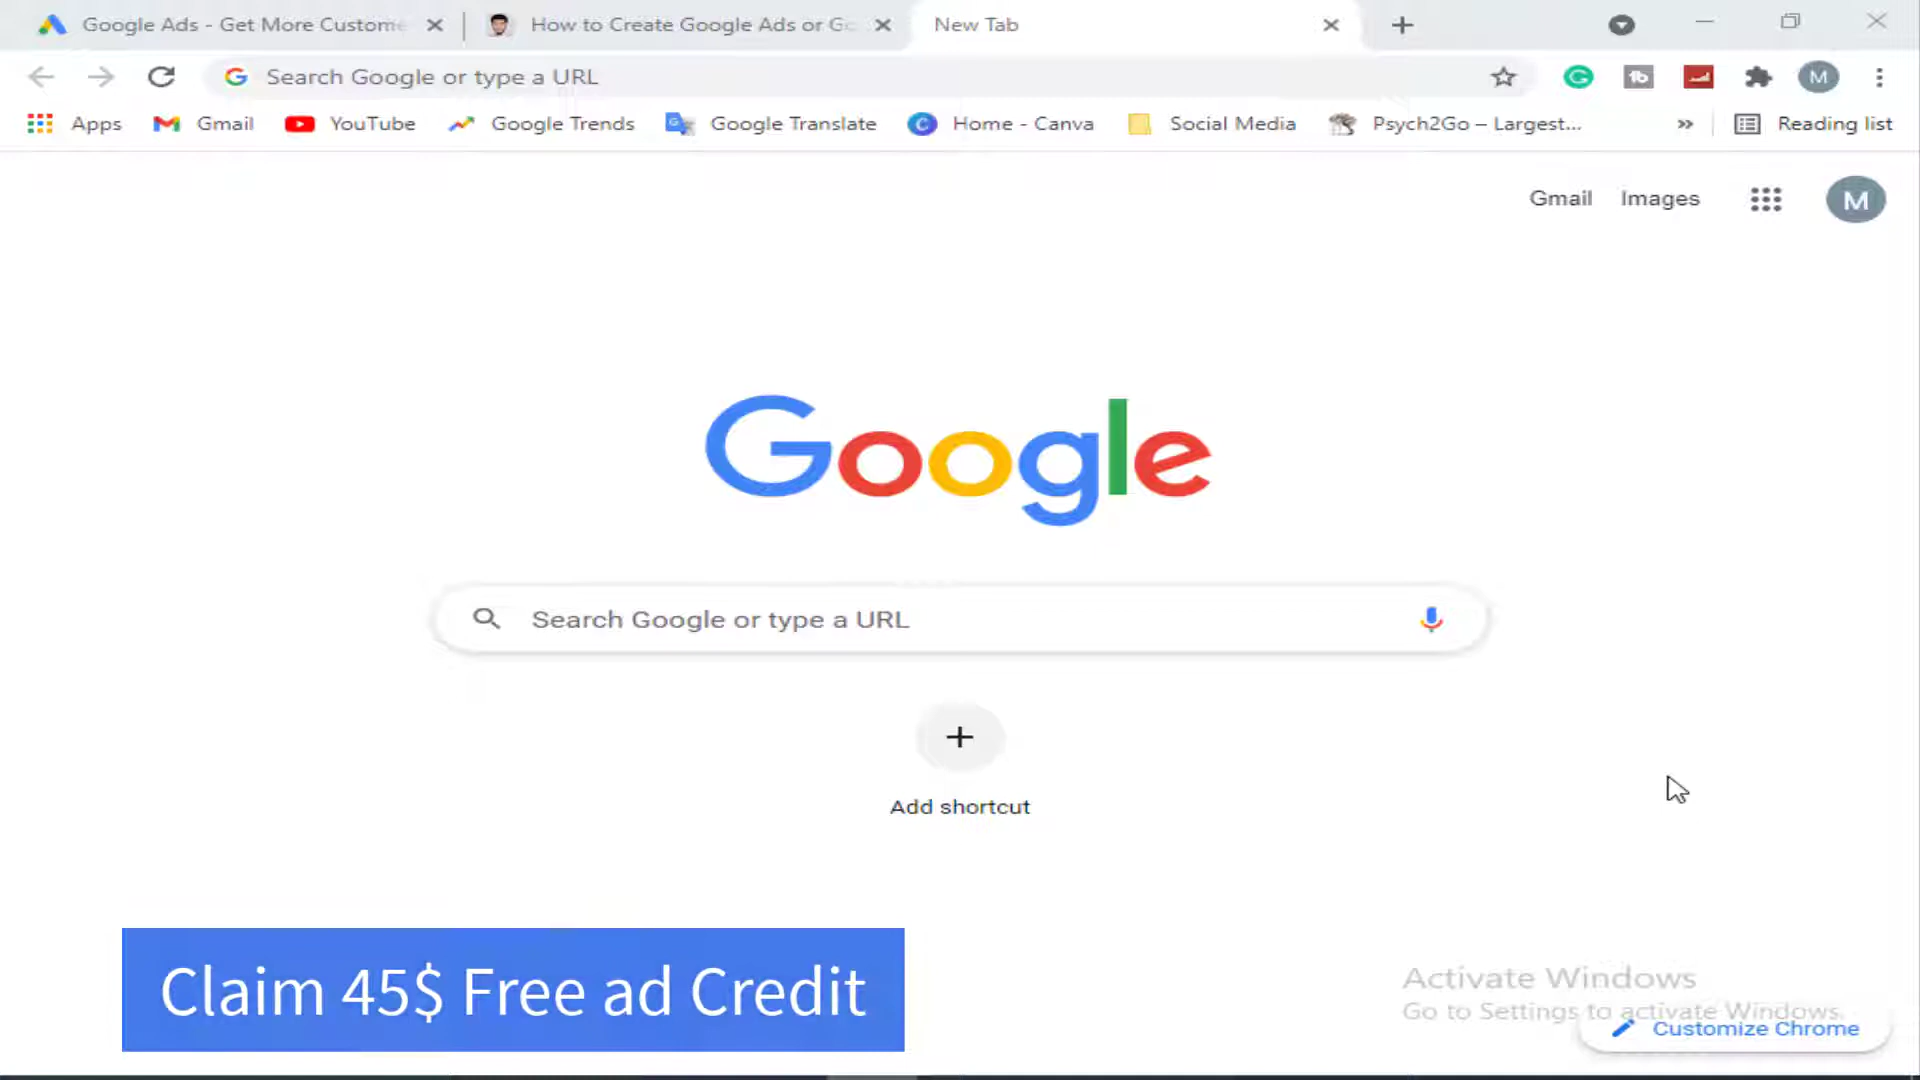 Google Ads - Get More Custome
How to Create Google Ads or Go
New Tab
Search Google or type a URL
M
Apps
Gmail
YouTube
Google Trends
Google Translate
Home - Canva
Social Media
Psych2Go – Largest...
Reading list
Gmail
Images
M
Google
Search Google or type a URL
Add shortcut
Claim 45$ Free ad Credit
Activate Windows
Go to Settings to activate Windows.
Customize Chrome